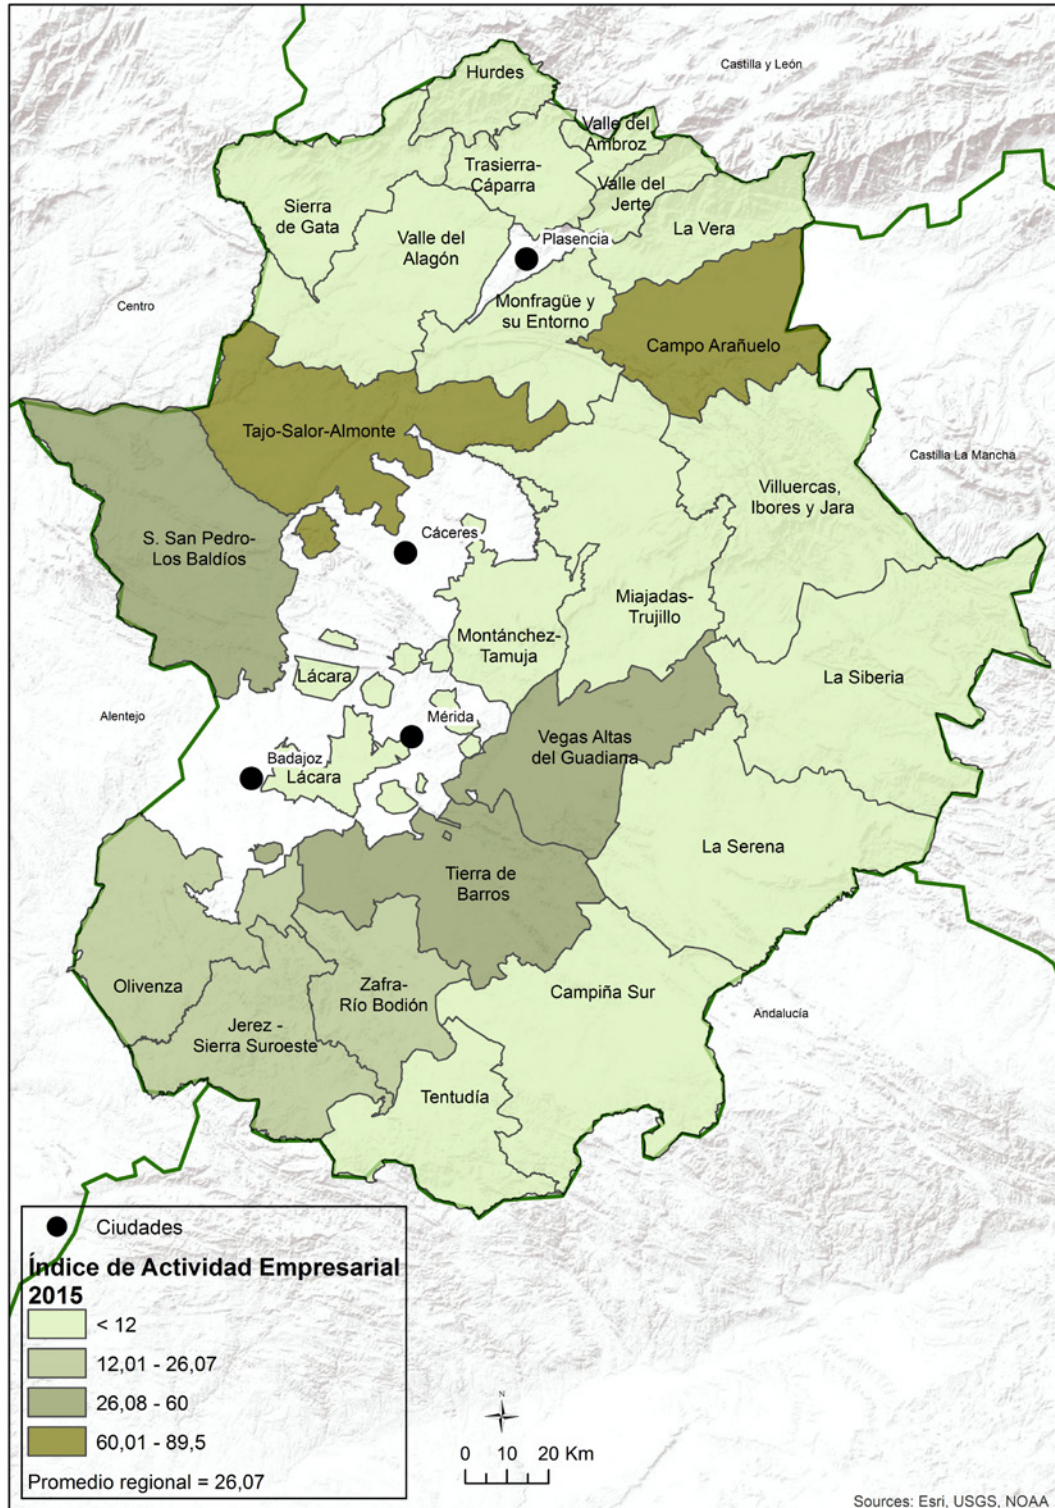 Castilla y León
Hurdes
Valle del
Ambroz
Trasierra-
Cáparra
Valle del
Jerte
Sierra
de Gata
La Vera
Valle del
Alagón
Plasencia
Centro
Monfragüe y
su Entorno
Campo Arañuelo
Tajo-Salor-Almonte
Castilla La Mancha
Villuercas,
Ibores y Jara
S. San Pedro-
Los Baldíos
Cáceres
Miajadas-
Trujillo
Montánchez-
Tamuja
Lácara
La Siberia
Alentejo
Mérida
Vegas Altas
del Guadiana
Badajoz
Lácara
La Serena
Tierra de
Barros
Olivenza
Zafra-
Río Bodión
Campiña Sur
Andalucía
Jerez -
Sierra Suroeste
Tentudía
Ciudades
Índice de Actividad Empresarial
2015
< 12
12,01 - 26,07
26,08 - 60
60,01 - 89,5
Promedio regional = 26,07
N
0 10 20 Km
Sources: Esri, USGS, NOAA